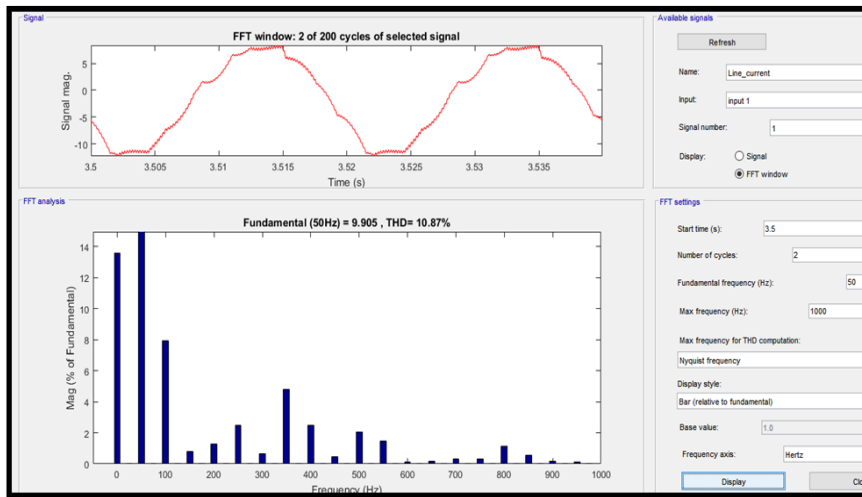 Signal
FFT window: 2 of 200 cycles of selected signal
5
0
-5
-10
Signal mag.
3.5 3.505 3.51 3.515 3.52 3.525 3.53 3.535
Time (s)
FFT analysis
Fundamental (50Hz) = 9.905 , THD= 10.87%
14
12
10
8
6
4
2
0
Mag (% of Fundamental)
0 100 200 300 400 500 600 700 800 900 1000
Frequency (Hz)
Available signals
Refresh
Name: Line_current
Input: input 1
Signal number: 1
Display: Signal
FFT window
FFT settings
Start time (s): 3.5
Number of cycles: 2
Fundamental frequency (Hz): 50
Max frequency (Hz): 1000
Max frequency for THD computation:
Nyquist frequency
Display style:
Bar (relative to fundamental)
Base value: 1.0
Frequency axis: Hertz
Display